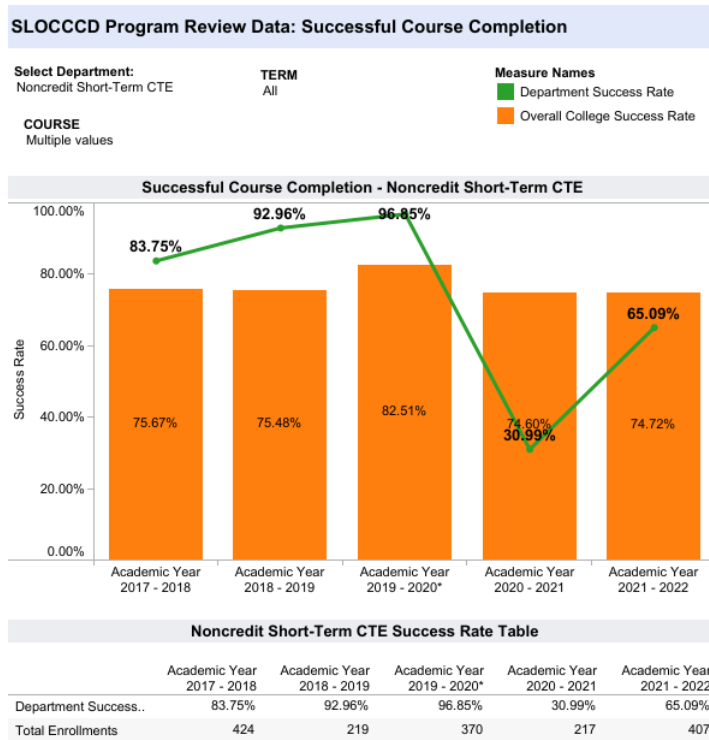 SLOCCCD Program Review Data: Successful Course Completion
Select Department:
Noncredit Short-Term CTE
TERM
All
Measure Names
Department Success Rate
Overall College Success Rate
COURSE
Multiple values
Successful Course Completion - Noncredit Short-Term CTE
100.00%
80.00%
60.00%
40.00%
20.00%
0.00%
Success Rate
83.75%
92.96%
96.85%
30.99%
65.09%
75.67%
75.48%
82.51%
74.60%
74.72%
Academic Year
2017 - 2018
Academic Year
2018 - 2019
Academic Year
2019 - 2020*
Academic Year
2020 - 2021
Academic Year
2021 - 2022
Noncredit Short-Term CTE Success Rate Table
Academic Year Academic Year Academic Year Academic Year Academic Year
2017 - 2018 2018 - 2019 2019 - 2020* 2020 - 2021 2021 - 2022
Department Success.. 83.75% 92.96% 96.85% 30.99% 65.09%
Total Enrollments 424 219 370 217 407